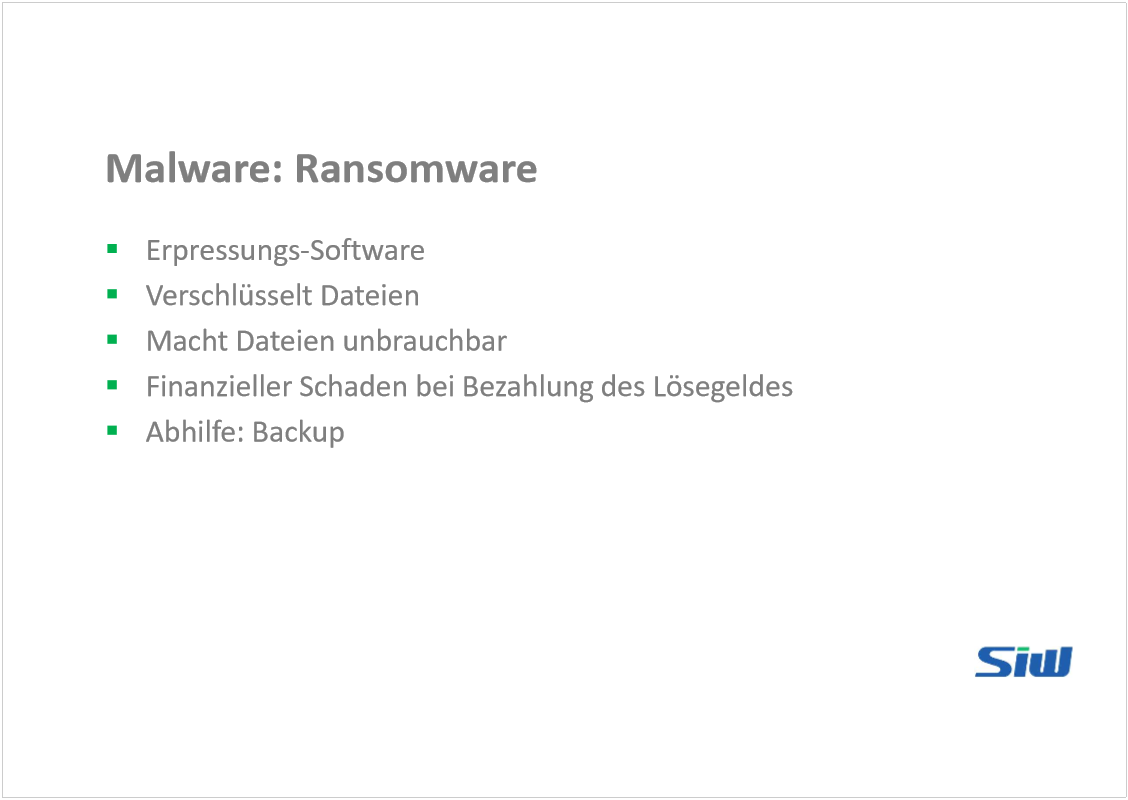 Malware: Ransomware
Erpressungs-Software
Verschlüsselt Dateien
Macht Dateien unbrauchbar
Finanzieller Schaden bei Bezahlung des Lösegeldes
Abhilfe: Backup
Siw